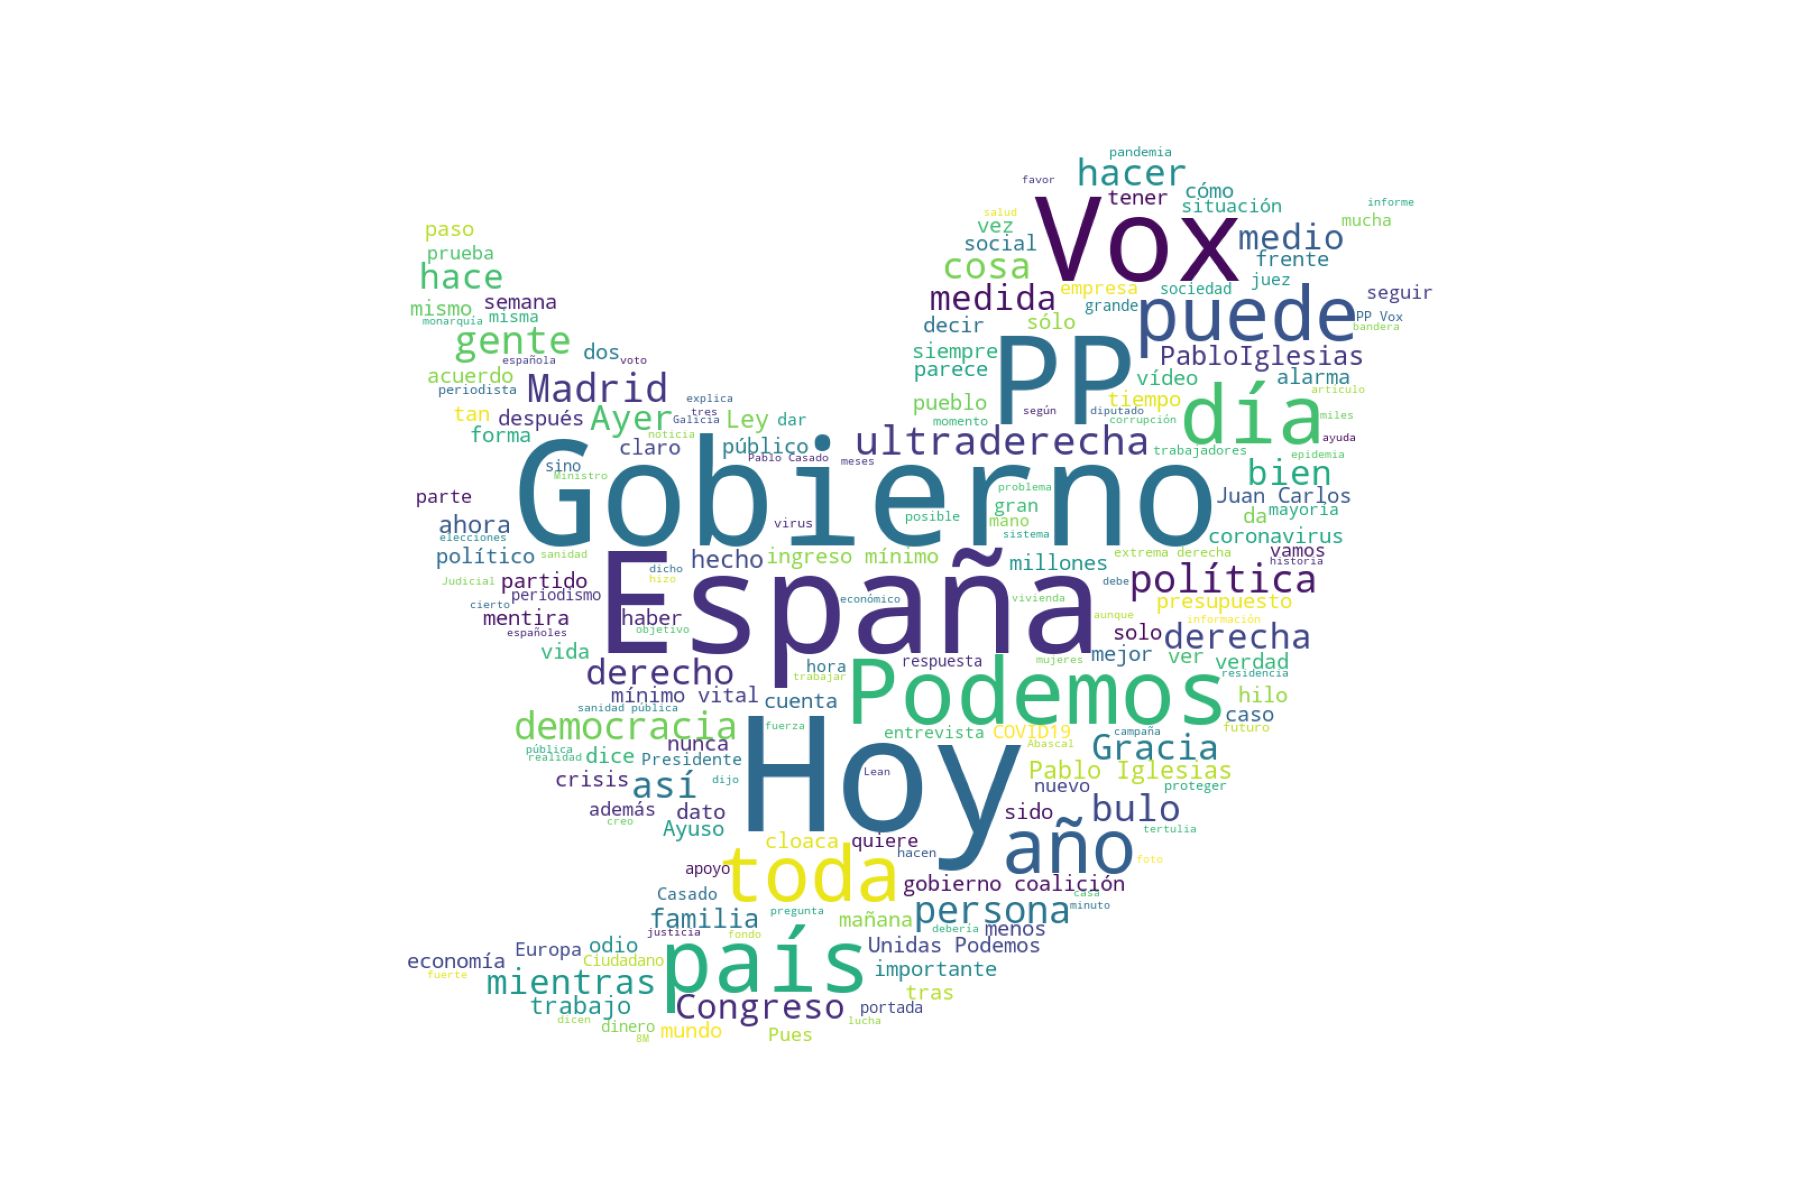 pandemia
hacer
favor
tener
cómo
situación
informe
salud
mucha
vez
Vox
paso
social
medio
prueba
cosa
frente
hace
juez
medida
empresa
sociedad
puede
seguir
semana
grande
mismo
misma
monarquia
decir
sólo
PP Vox
bandera
gente
PP
dos
siempre
PabloIglesias
española
voto
parece
acuerdo
vídeo
alarma
periodista
Madrid
día
artículo
explica
pueblo
tiempo
tan
después
Ayer
tres
Galicia
Ley
dar
según
diputado
miles
momento
corrupción
forma
noticia
ultraderecha
ayuda
claro
público
trabajadores
Pablo Casado
meses
epidemia
sino
Ministro
Gobierno
bien
problema
parte
Juan Carlos
gran
ahora
virus
posible
mano
da
mayoría
elecciones
sistema
coronavirus
político
sanidad
hecho
ingreso mínimo
millones
extrema derecha
vamos
historia
dicho
España
Judicial
partido
hizo
debe
política
periodismo
económico
vivienda
cierto
presupuesto
mentira
haber
aunque
información
españoles
objetivo
solo
derecha
vida
hora
respuesta
mujeres
mejor
ver
verdad
derecho
trabajar
Podemos
residencia
mínimo vital
cuenta
hilo
sanidad pública
caso
democracia
fuerza
Hoy
entrevista
COVID19
campaña
futuro
pública
realidad
dice
nunca
Presidente
Abascal
Gracia
crisis
así
dijo
Lean
Pablo Iglesias
nuevo
proteger
además
dato
sido
bulo
creo
Ayuso
tertulia
cloaca
quiere
hacen
año
foto
apoyo
toda
gobierno coalición
Casado
casa
minuto
familia
pregunta
mañana
persona
justicia
fondo
debería
menos
economía
Europa
odio
Unidas Podemos
Ciudadano
país
fuerte
mientras
importante
trabajo
Congreso
tras
portada
dicen
dinero
mundo
lucha
8M
Pues